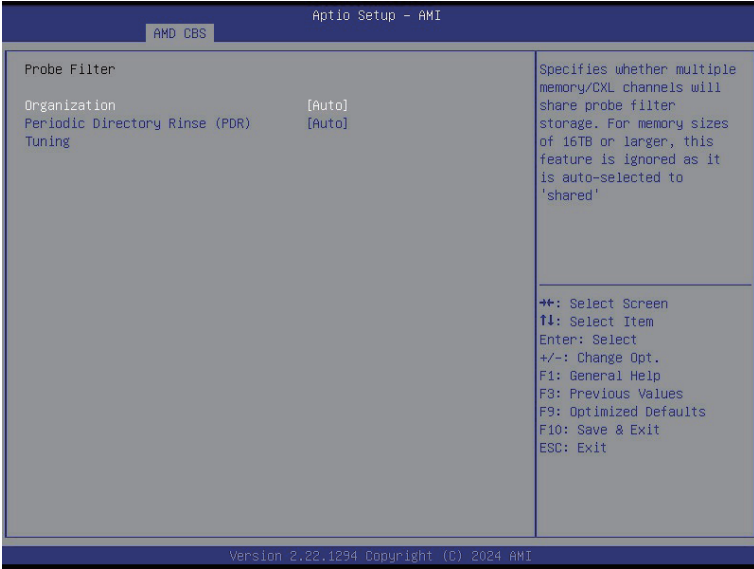 Aptio Setup – AMI
AMD CBS
Probe Filter
Organization [Auto]
Periodic Directory Rinse (PDR) [Auto]
Tuning
Specifies whether multiple
memory/CXL channels will
share probe filter
storage. For memory sizes
of 16TB or larger, this
feature is ignored as it
is auto-selected to
'shared'
→←: Select Screen
↑↓: Select Item
Enter: Select
+/-: Change Opt.
F1: General Help
F3: Previous Values
F9: Optimized Defaults
F10: Save & Exit
ESC: Exit
Version 2.22.1294 Copyright (C) 2024 AMI